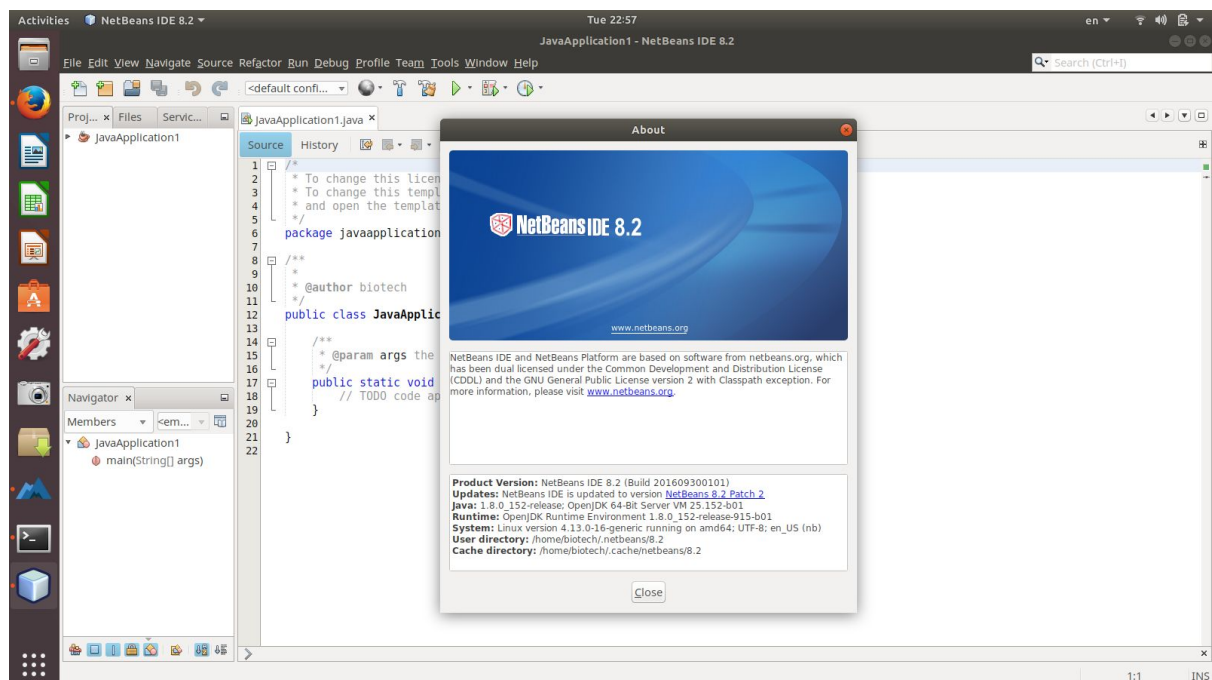 Activities NetBeans IDE 8.2 Tue 22:57 en
JavaApplication1 - NetBeans IDE 8.2
File Edit View Navigate Source Refactor Run Debug Profile Team Tools Window Help Search (Ctrl+I)
<default confi...
Proj... x Files Servic... JavaApplication1.java x
JavaApplication1
Source History
1 /*
2 * To change this licen
3 * To change this templ
4 * and open the templat
5 */
6 package javaapplication
7
8 /**
9 *
10 * @author biotech
11 */
12 public class JavaApplic
13
14 /**
15 * @param args the
16 */
17 public static void
18 // TODO code ap
19 }
20
21 }
22
Navigator x
Members <em...
JavaApplication1
main(String[] args)
About
NetBeans IDE 8.2
www.netbeans.org
NetBeans IDE and NetBeans Platform are based on software from netbeans.org, which
has been dual licensed under the Common Development and Distribution License
(CDDL) and the GNU General Public License version 2 with Classpath exception. For
more information, please visit www.netbeans.org.
Product Version: NetBeans IDE 8.2 (Build 201609300101)
Updates: NetBeans IDE is updated to version NetBeans 8.2 Patch 2
Java: 1.8.0_152-release; OpenJDK 64-Bit Server VM 25.152-b01
Runtime: OpenJDK Runtime Environment 1.8.0_152-release-915-b01
System: Linux version 4.13.0-16-generic running on amd64; UTF-8; en_US (nb)
User directory: /home/biotech/.netbeans/8.2
Cache directory: /home/biotech/.cache/netbeans/8.2
Close
1:1 INS